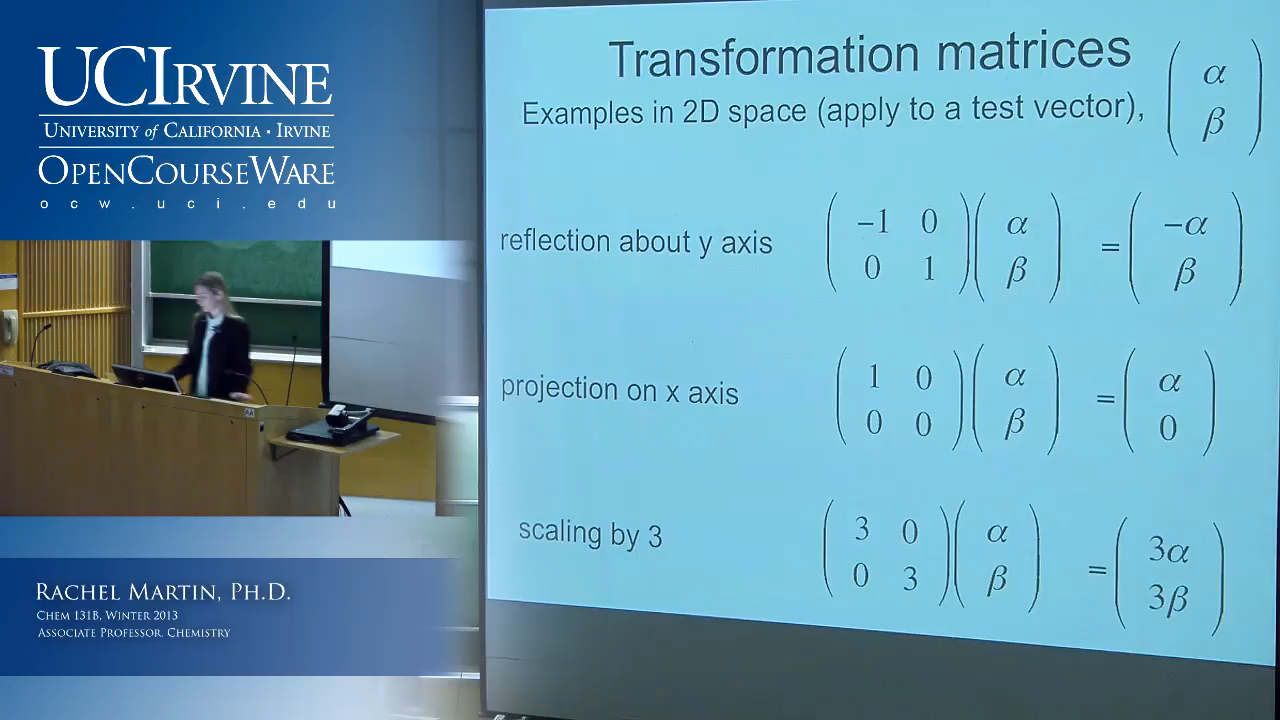 UCIRVINE
UNIVERSITY of CALIFORNIA • IRVINE
OPENCOURSEWARE
ocw.uci.edu
RACHEL MARTIN, PH.D.
CHEM 131B, WINTER 2013
ASSOCIATE PROFESSOR, CHEMISTRY
Transformation matrices
Examples in 2D space (apply to a test vector), ( α β )
reflection about y axis ( −1 0 0 1 ) ( α β ) = ( −α β )
projection on x axis ( 1 0 0 0 ) ( α β ) = ( α 0 )
scaling by 3 ( 3 0 0 3 ) ( α β ) = ( 3α 3β )
AA